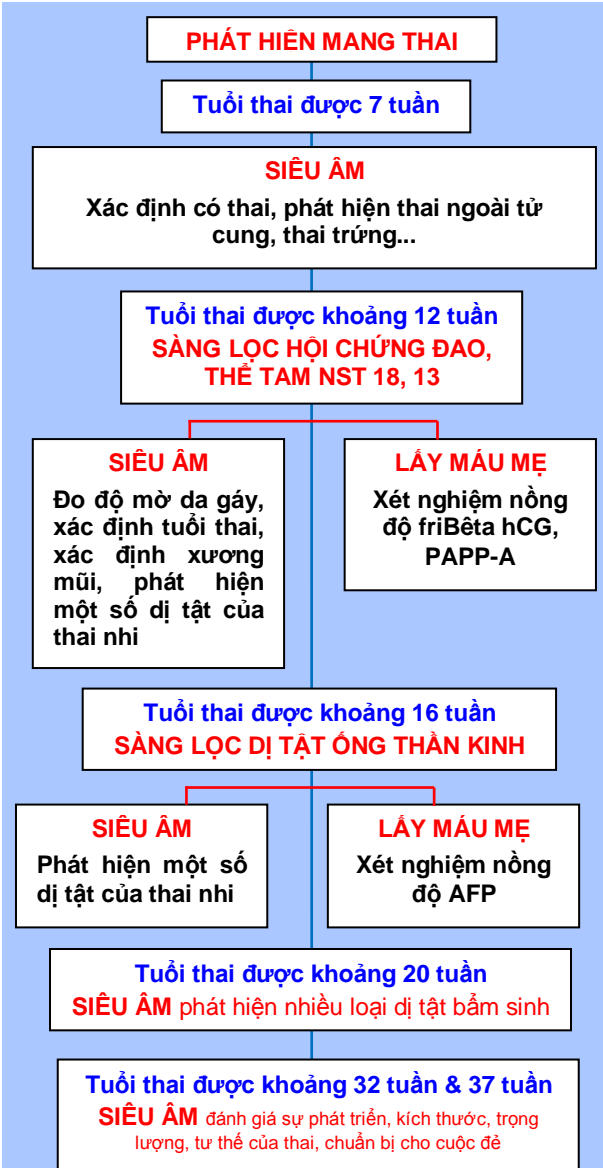 PHÁT HIÊN MANG THAI
Tuổi thai được 7 tuần
SIÊU ÂM
Xác định có thai, phát hiện thai ngoài tử
cung, thai trứng...
Tuổi thai được khoảng 12 tuần
SÀNG LỌC HỘI CHỨNG ĐAO,
THỂ TAM NST 18, 13
SIÊU ÂM
Đo độ mờ da gáy,
xác định tuổi thai,
xác định xương
mũi, phát hiện
một số dị tật của
thai nhi
LẤY MÁU MẸ
Xét nghiệm nồng
độ friBêta hCG,
PAPP-A
Tuổi thai được khoảng 16 tuần
SÀNG LỌC DỊ TẬT ỐNG THẦN KINH
SIÊU ÂM
Phát hiện một số
dị tật của thai nhi
LẤY MÁU MẸ
Xét nghiệm nồng
độ AFP
Tuổi thai được khoảng 20 tuần
SIÊU ÂM phát hiện nhiều loại dị tật bẩm sinh
Tuổi thai được khoảng 32 tuần & 37 tuần
SIÊU ÂM đánh giá sự phát triển, kích thước, trọng
lượng, tư thế của thai, chuẩn bị cho cuộc đẻ